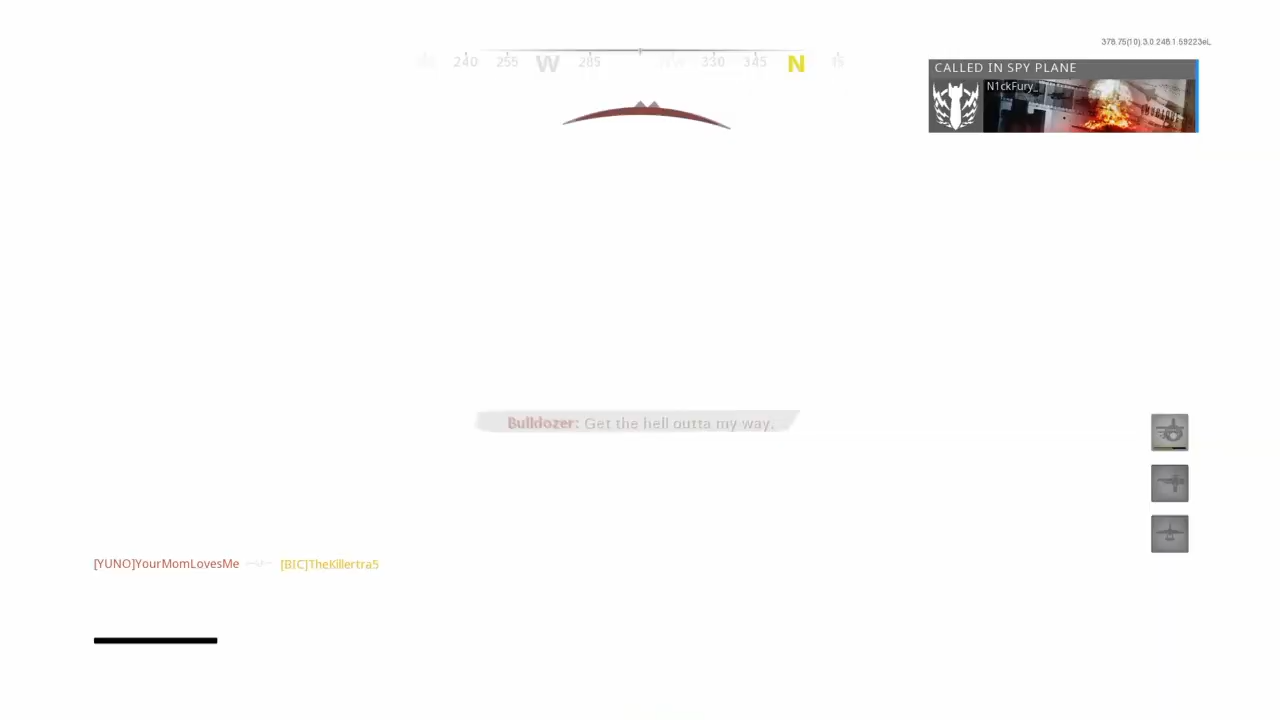 378.75(10).3.0.248.1.59223eL
240 255 W 285 330 345 N 15
CALLED IN SPY PLANE
N1ckFury_
Bulldozer: Get the hell outta my way.
[YUNO]YourMomLovesMe [BIC]TheKillertra5